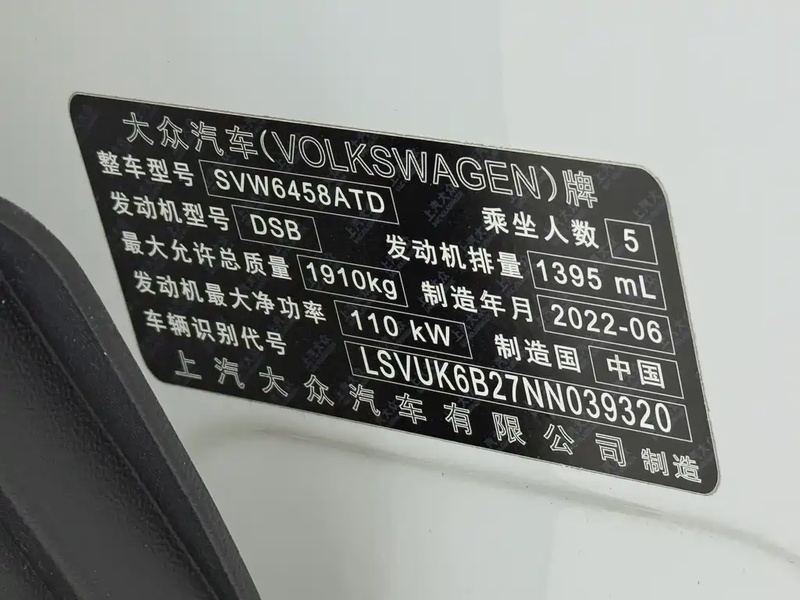 大众汽车(VOLKSWAGEN)牌
整车型号 SVW6458ATD 乘坐人数 5
发动机型号 DSB 发动机排量 1395 mL
最大允许总质量 1910kg 制造年月 2022-06
发动机最大净功率 110 kW 制造国 中国
车辆识别代号 LSVUK6B27NN039320
上汽大众汽车有限公司 制造